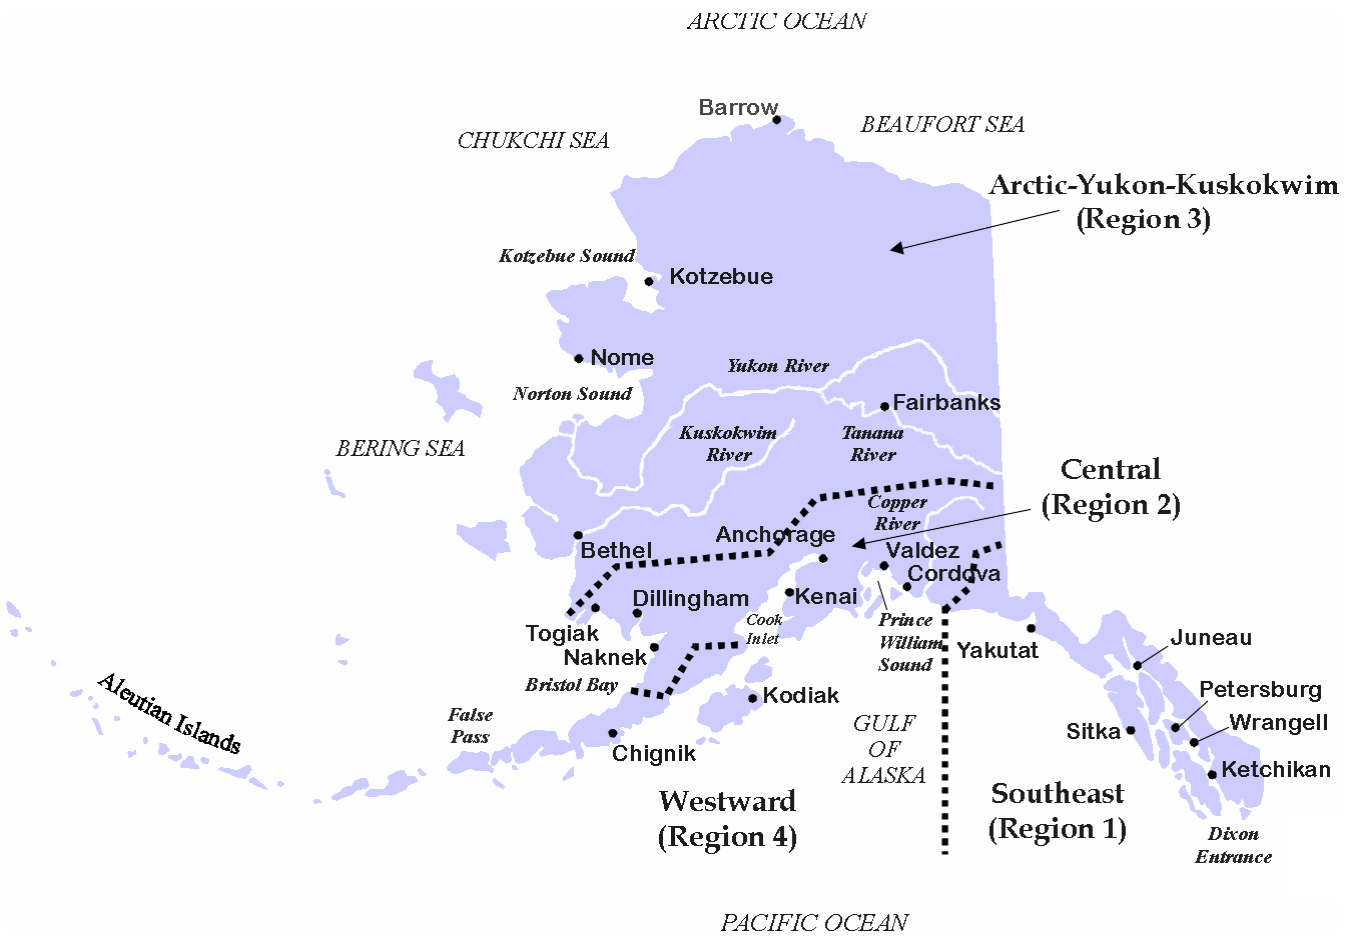 ARCTIC OCEAN
Barrow
BEAUFORT SEA
CHUKCHI SEA
Arctic-Yukon-Kuskokwim
(Region 3)
Kotzebue Sound
Kotzebue
Nome
Yukon River
Norton Sound
Fairbanks
Kuskokwim
River
Tanana
River
BERING SEA
Central
(Region 2)
Copper
River
Anchorage
Bethel
Valdez
Cordova
Dillingham
Kenai
Togiak
Cook
Inlet
Prince
William
Sound
Naknek
Yakutat
Juneau
Bristol Bay
Kodiak
Petersburg
Aleutian Islands
False
Pass
GULF
OF
ALASKA
Sitka
Wrangell
Chignik
Ketchikan
Westward
(Region 4)
Southeast
(Region 1)
Dixon
Entrance
PACIFIC OCEAN